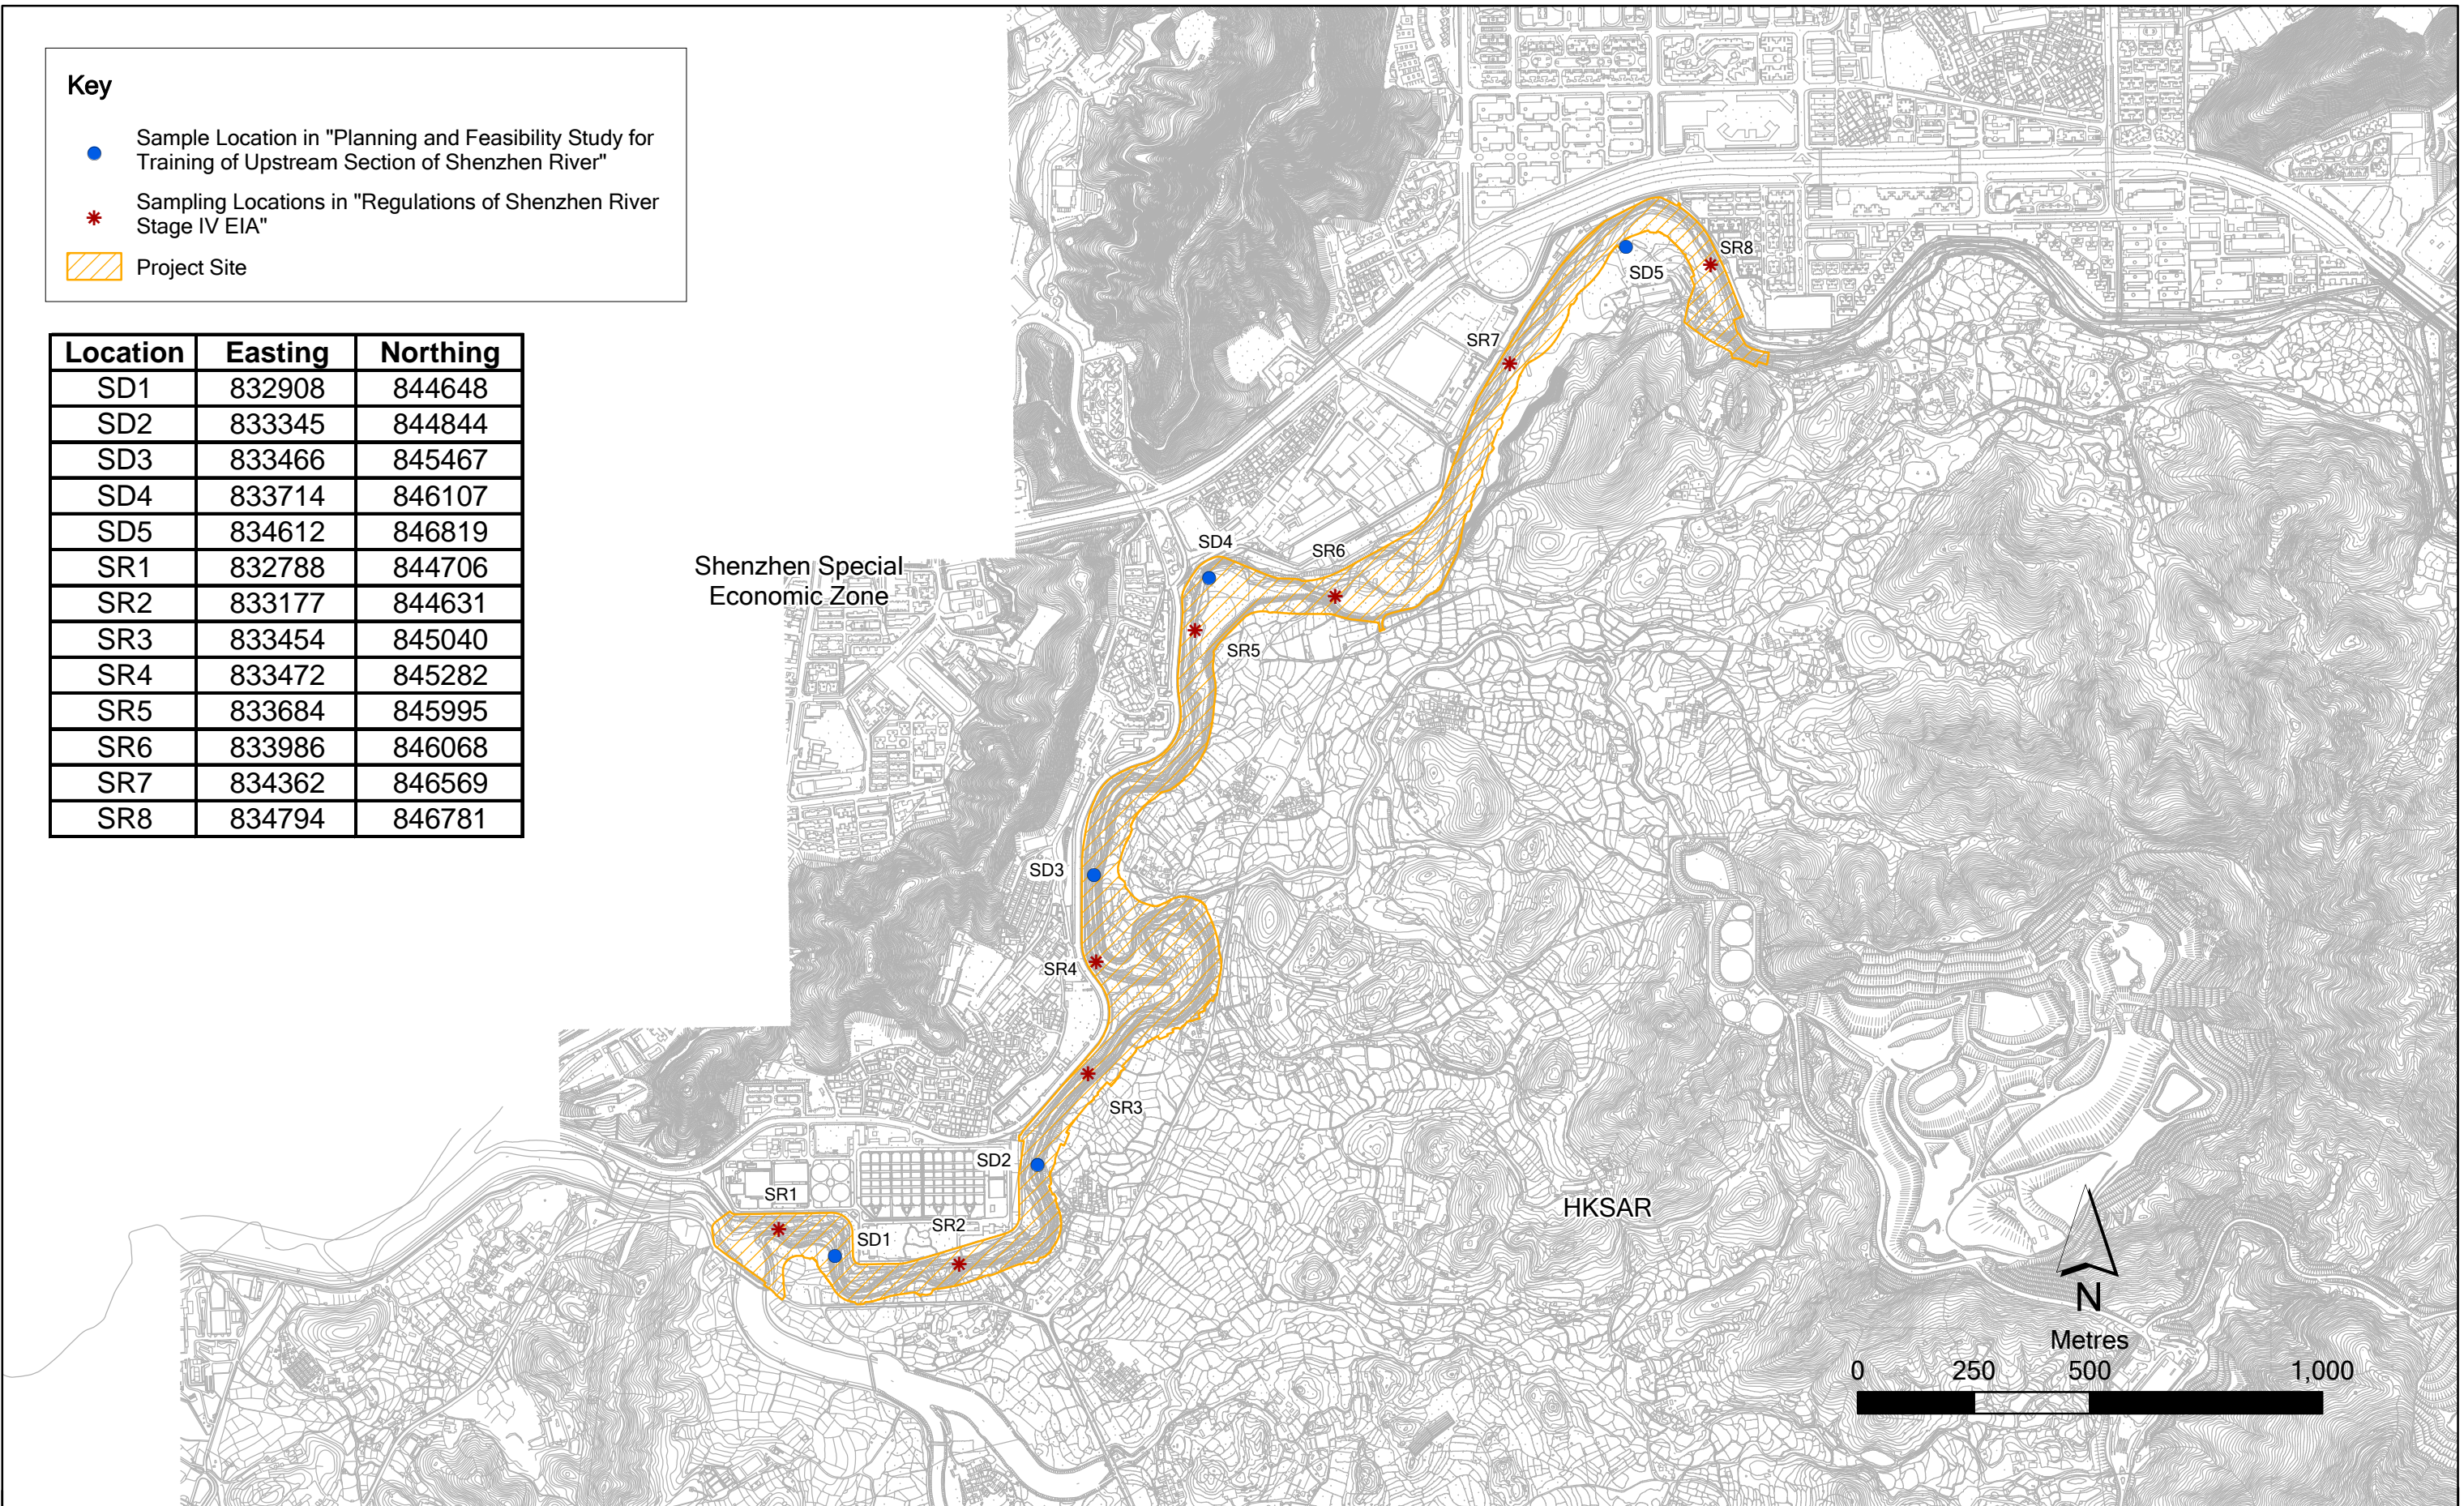 Key
Sample Location in "Planning and Feasibility Study for
Training of Upstream Section of Shenzhen River"
Sampling Locations in "Regulations of Shenzhen River
Stage IV EIA"
Project Site
Location Easting Northing
SD1 832908 844648
SD2 833345 844844
SD3 833466 845467
SD4 833714 846107
SD5 834612 846819
SR1 832788 844706
SR2 833177 844631
SR3 833454 845040
SR4 833472 845282
SR5 833684 845995
SR6 833986 846068
SR7 834362 846569
SR8 834794 846781
SR8
SD5
SR7
SD4
SR6
Shenzhen Special
Economic Zone
SR5
SD3
SR4
SR3
SD2
SR1
HKSAR
SR2
SD1
N
Metres
0 250 500 1,000